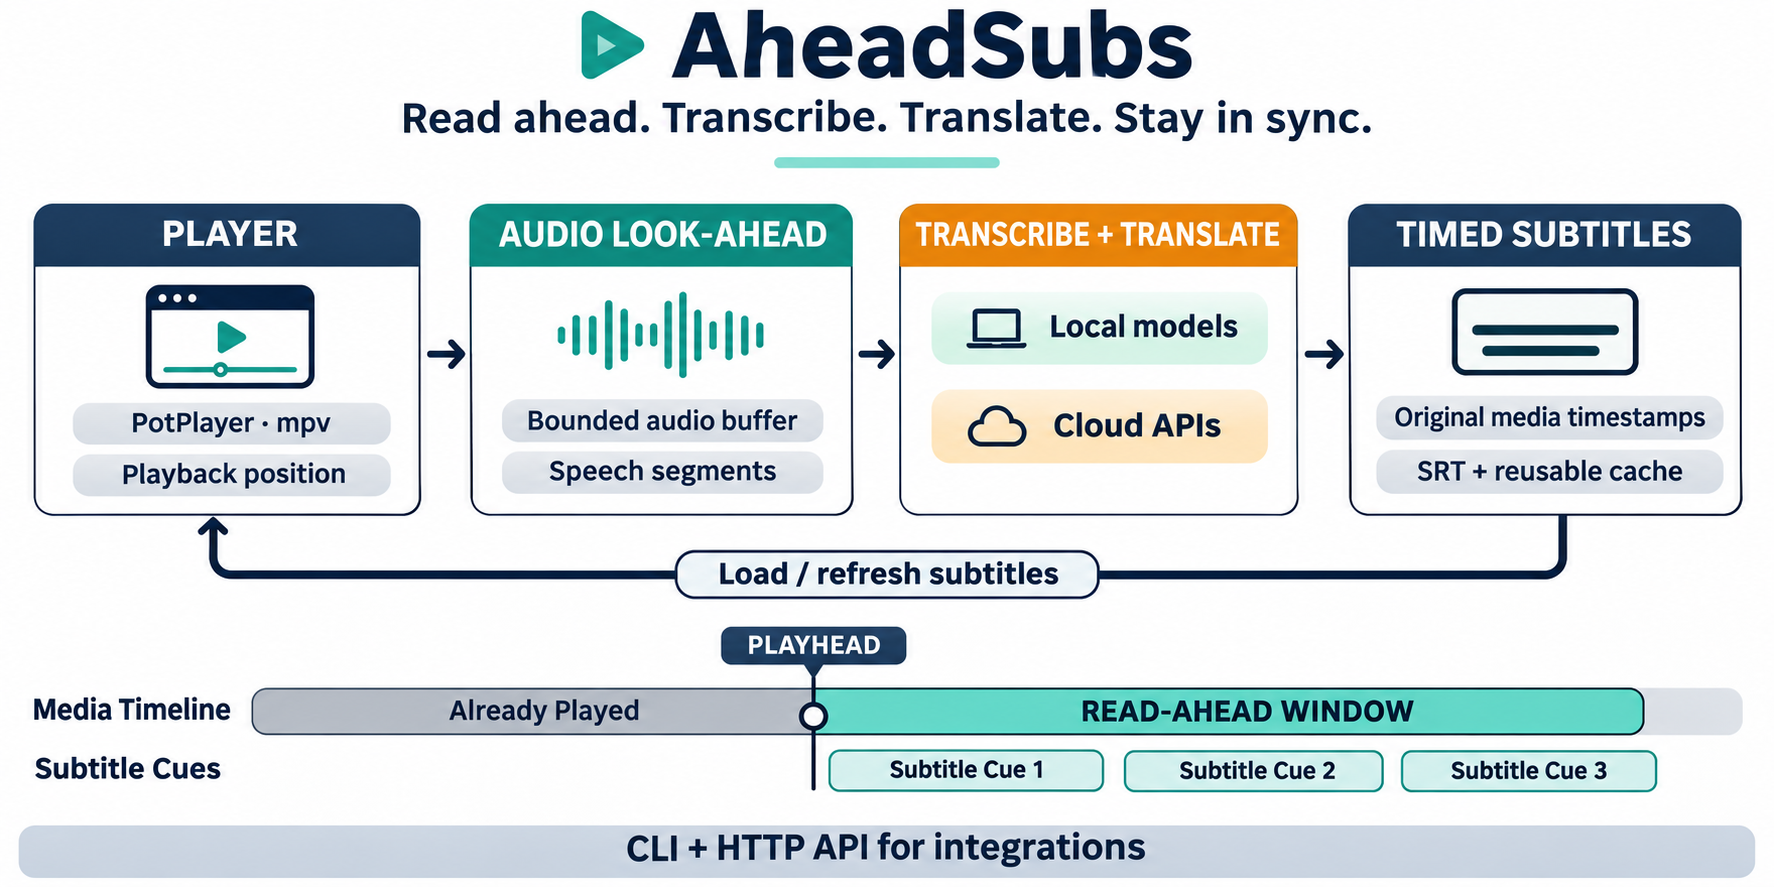 AheadSubs
Read ahead. Transcribe. Translate. Stay in sync.
PLAYER
PotPlayer · mpv
Playback position
AUDIO LOOK-AHEAD
Bounded audio buffer
Speech segments
TRANSCRIBE + TRANSLATE
Local models
Cloud APIs
TIMED SUBTITLES
Original media timestamps
SRT + reusable cache
Load / refresh subtitles
PLAYHEAD
Media Timeline
Already Played
READ-AHEAD WINDOW
Subtitle Cues
Subtitle Cue 1
Subtitle Cue 2
Subtitle Cue 3
CLI + HTTP API for integrations